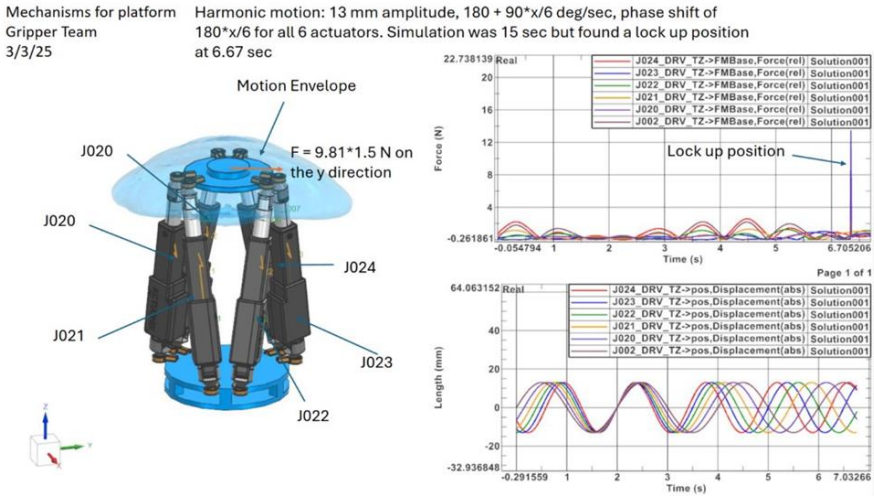 Mechanisms for platform
Gripper Team
3/3/25
Harmonic motion: 13 mm amplitude, 180 + 90*x/6 deg/sec, phase shift of
180*x/6 for all 6 actuators. Simulation was 15 sec but found a lock up position
at 6.67 sec
Motion Envelope
J020
F = 9.81*1.5 N on
the y direction
J020
J024
J021
J023
J022
Z
Y
X
22.738139 Real
J024_DRV_TZ->FMBase,Force(rel) Solution001
J023_DRV_TZ->FMBase,Force(rel) Solution001
J022_DRV_TZ->FMBase,Force(rel) Solution001
J021_DRV_TZ->FMBase,Force(rel) Solution001
J020_DRV_TZ->FMBase,Force(rel) Solution001
J002_DRV_TZ->FMBase,Force(rel) Solution001
20
16
12
8
4
-0.261861
Force (N)
Lock up position
-0.054794 1 2 3 4 5 6.705206
Time (s)
Page 1 of 1
64.063152 Real
J024_DRV_TZ->pos,Displacement(abs) Solution001
J023_DRV_TZ->pos,Displacement(abs) Solution001
J022_DRV_TZ->pos,Displacement(abs) Solution001
J021_DRV_TZ->pos,Displacement(abs) Solution001
J020_DRV_TZ->pos,Displacement(abs) Solution001
J002_DRV_TZ->pos,Displacement(abs) Solution001
40
20
0
-20
-32.936848
Length (mm)
-0.291559 1 2 3 4 5 6 7.03266
Time (s)